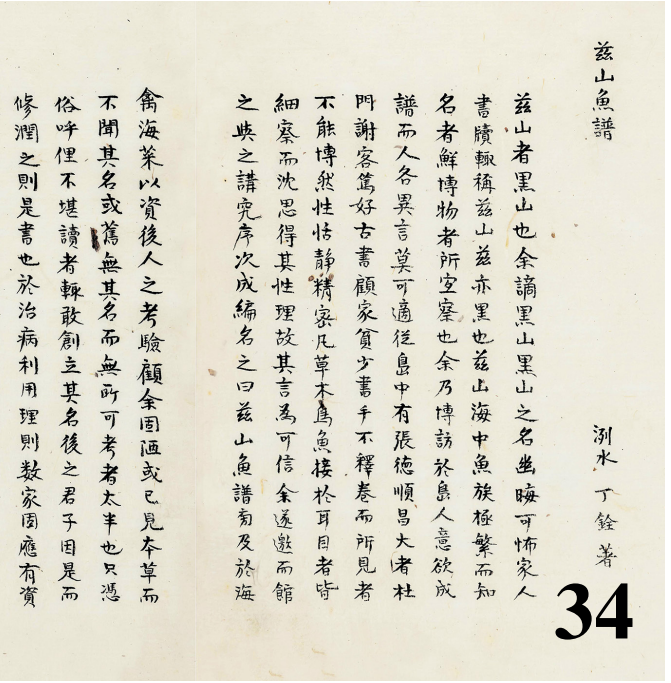 茲山魚譜
洌水 丁銓 著
茲山者黑山也余謫黑山黑山之名幽晦可怖家人
書牘輒稱茲山茲亦黑也茲山海中魚族極繁而知
名者鮮博物者所宜察也余乃博訪於島人意欲成
譜而人各異言莫可適從島中有張德順昌大者杜
門謝客篤好古書顧家貧少書手不釋卷而所見者
不能博然性恬靜精密凡草木鳥魚接於耳目者皆
細察而沈思得其性理故其言為可信余遂邀而館
之與之講究序次成編名之曰茲山魚譜旁及於海
禽海菜以資後人之考驗顧余固陋或已見本草而
不聞其名或舊無其名而無所可考者太半也只憑
俗呼俚不堪讀者輒敢創立其名後之君子因是而
修潤之則是書也於治病利用理則数家固應有資
34